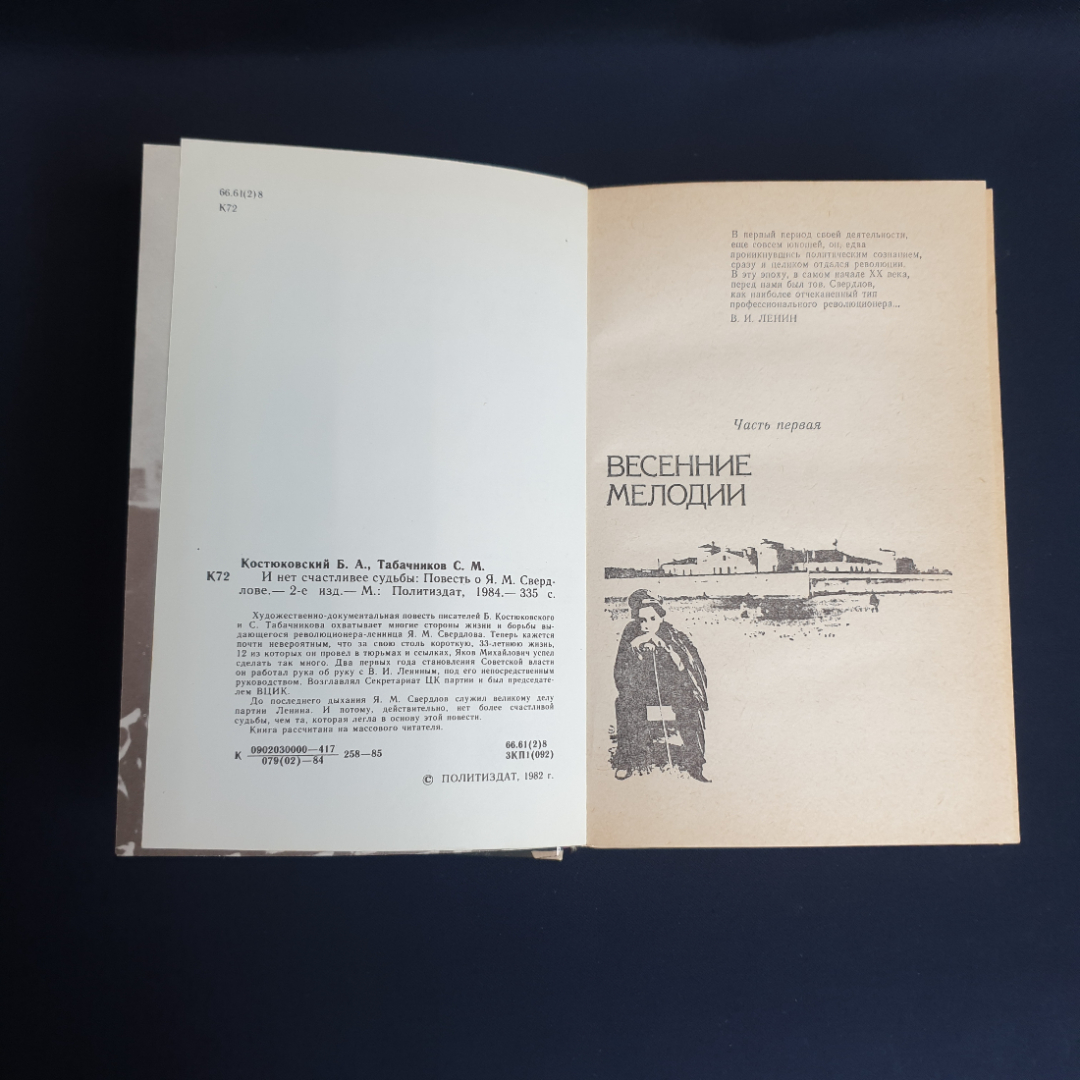 66.61(2)8
К72
Костюковский Б. А., Табачников С. М.
К72 И нет счастливее судьбы: Повесть о Я. М. Сверд-
лове.— 2-е изд.— М.: Политиздат, 1984.— 335 с.
Художественно-документальная повесть писателей Б. Костюковского
и С. Табачникова охватывает многие стороны жизни и борьбы вы-
дающегося революционера-ленинца Я. М. Свердлова. Теперь кажется
почти невероятным, что за свою столь короткую, 33-летнюю жизнь,
12 из которых он провел в тюрьмах и ссылках, Яков Михайлович успел
сделать так много. Два первых года становления Советской власти
он работал рука об руку с В. И. Лениным, под его непосредственным
руководством. Возглавлял Секретариат ЦК партии и был председате-
лем ВЦИК.
До последнего дыхания Я. М. Свердлов служил великому делу
партии Ленина. И потому, действительно, нет более счастливой
судьбы, чем та, которая легла в основу этой повести.
Книга рассчитана на массового читателя.
К 0902030000—417 258—85
079(02)—84
66.61(2)8
3КП1(092)
© ПОЛИТИЗДАТ, 1982 г.
В первый период своей деятельности,
еще совсем юношей, он, едва
проникнувшись политическим сознанием,
сразу и целиком отдался революции.
В эту эпоху, в самом начале XX века,
перед нами был тов. Свердлов,
как наиболее отчеканенный тип
профессионального революционера...
В. И. ЛЕНИН
Часть первая
ВЕСЕННИЕ
МЕЛОДИИ